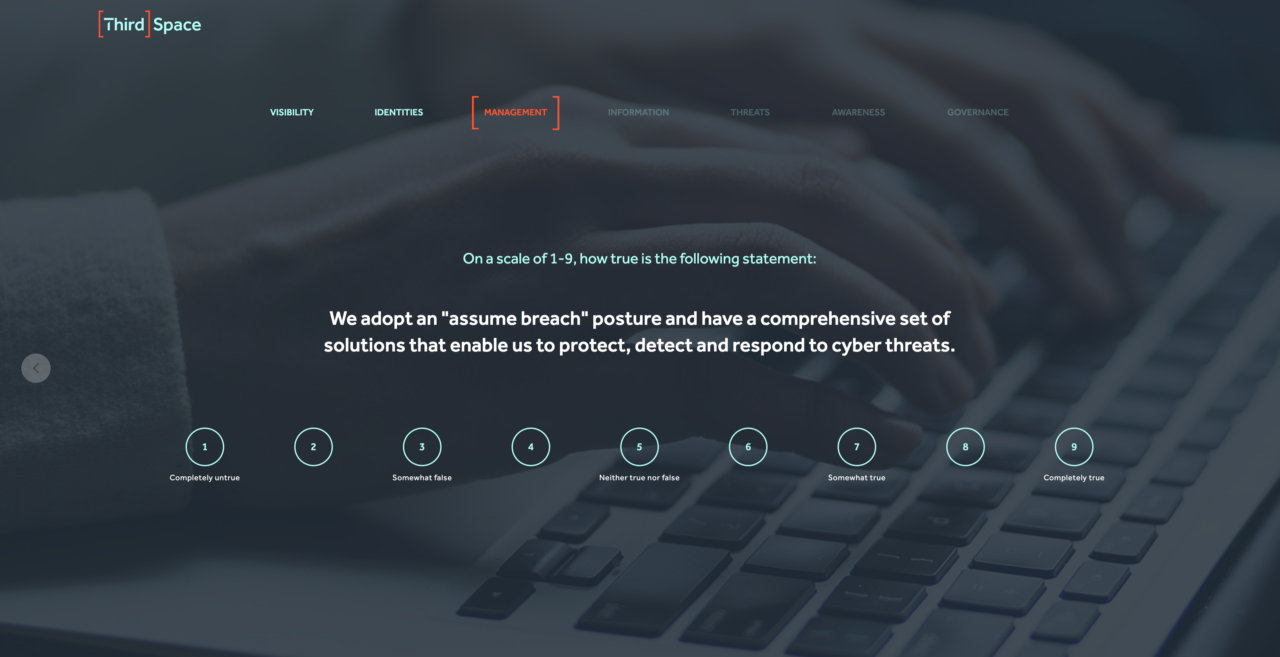 [Third] Space
VISIBILITY IDENTITIES [MANAGEMENT] INFORMATION THREATS AWARENESS GOVERNANCE
On a scale of 1-9, how true is the following statement:
We adopt an "assume breach" posture and have a comprehensive set of
solutions that enable us to protect, detect and respond to cyber threats.
1 2 3 4 5 6 7 8 9
Completely untrue Somewhat false Neither true nor false Somewhat true Completely true